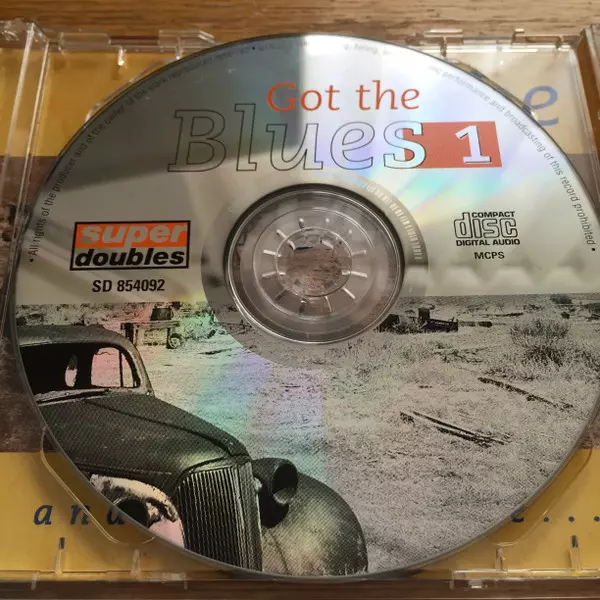 • All rights of the producer and of the owner of the work reproduced reserved •
performance and broadcasting of this record prohibited •
Got the
Blues 1
e
super
doubles
SD 854092
COMPACT
disc
DIGITAL AUDIO
MCPS
and
e...